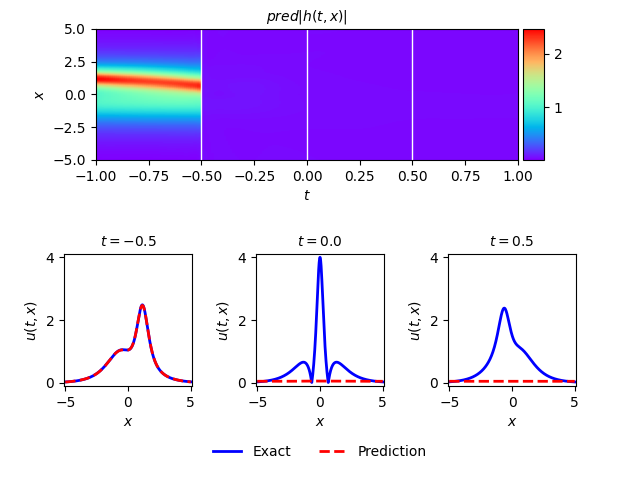 pred|h(t, x)|
5.0
2.5
0.0
−2.5
−5.0
x
2
1
−1.00 −0.75 −0.50 −0.25 0.00 0.25 0.50 0.75 1.00
t
t = −0.5 t = 0.0 t = 0.5
4 4 4
2 2 2
0 0 0
u(t, x) u(t, x) u(t, x)
−5 0 5 −5 0 5 −5 0 5
x x x
Exact Prediction